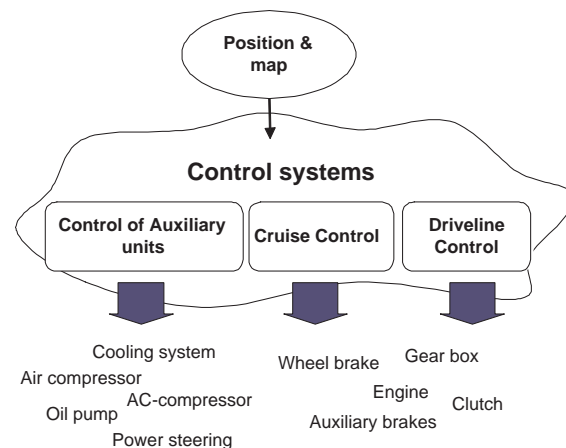 Position &
map
Control systems
Control of Auxiliary
units
Cruise Control
Driveline
Control
Cooling system
Air compressor
AC-compressor
Oil pump
Power steering
Wheel brake
Gear box
Engine
Clutch
Auxiliary brakes